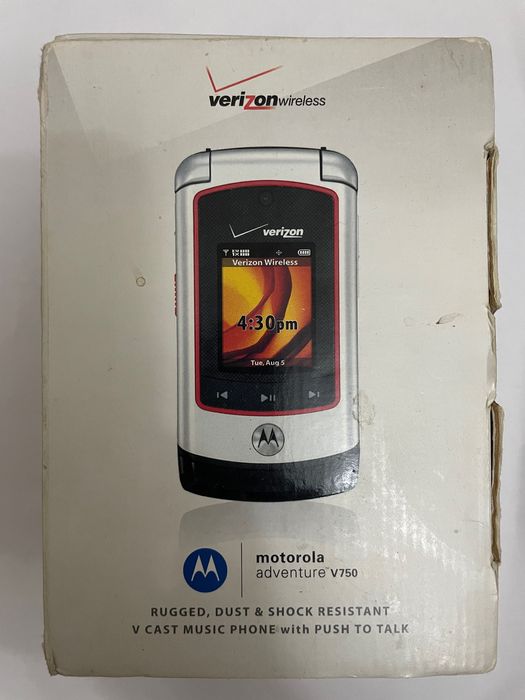 verizonwireless
verizon
Verizon Wireless
4:30pm
Tue, Aug 5
motorola
adventure™ V750
RUGGED, DUST & SHOCK RESISTANT
V CAST MUSIC PHONE with PUSH TO TALK